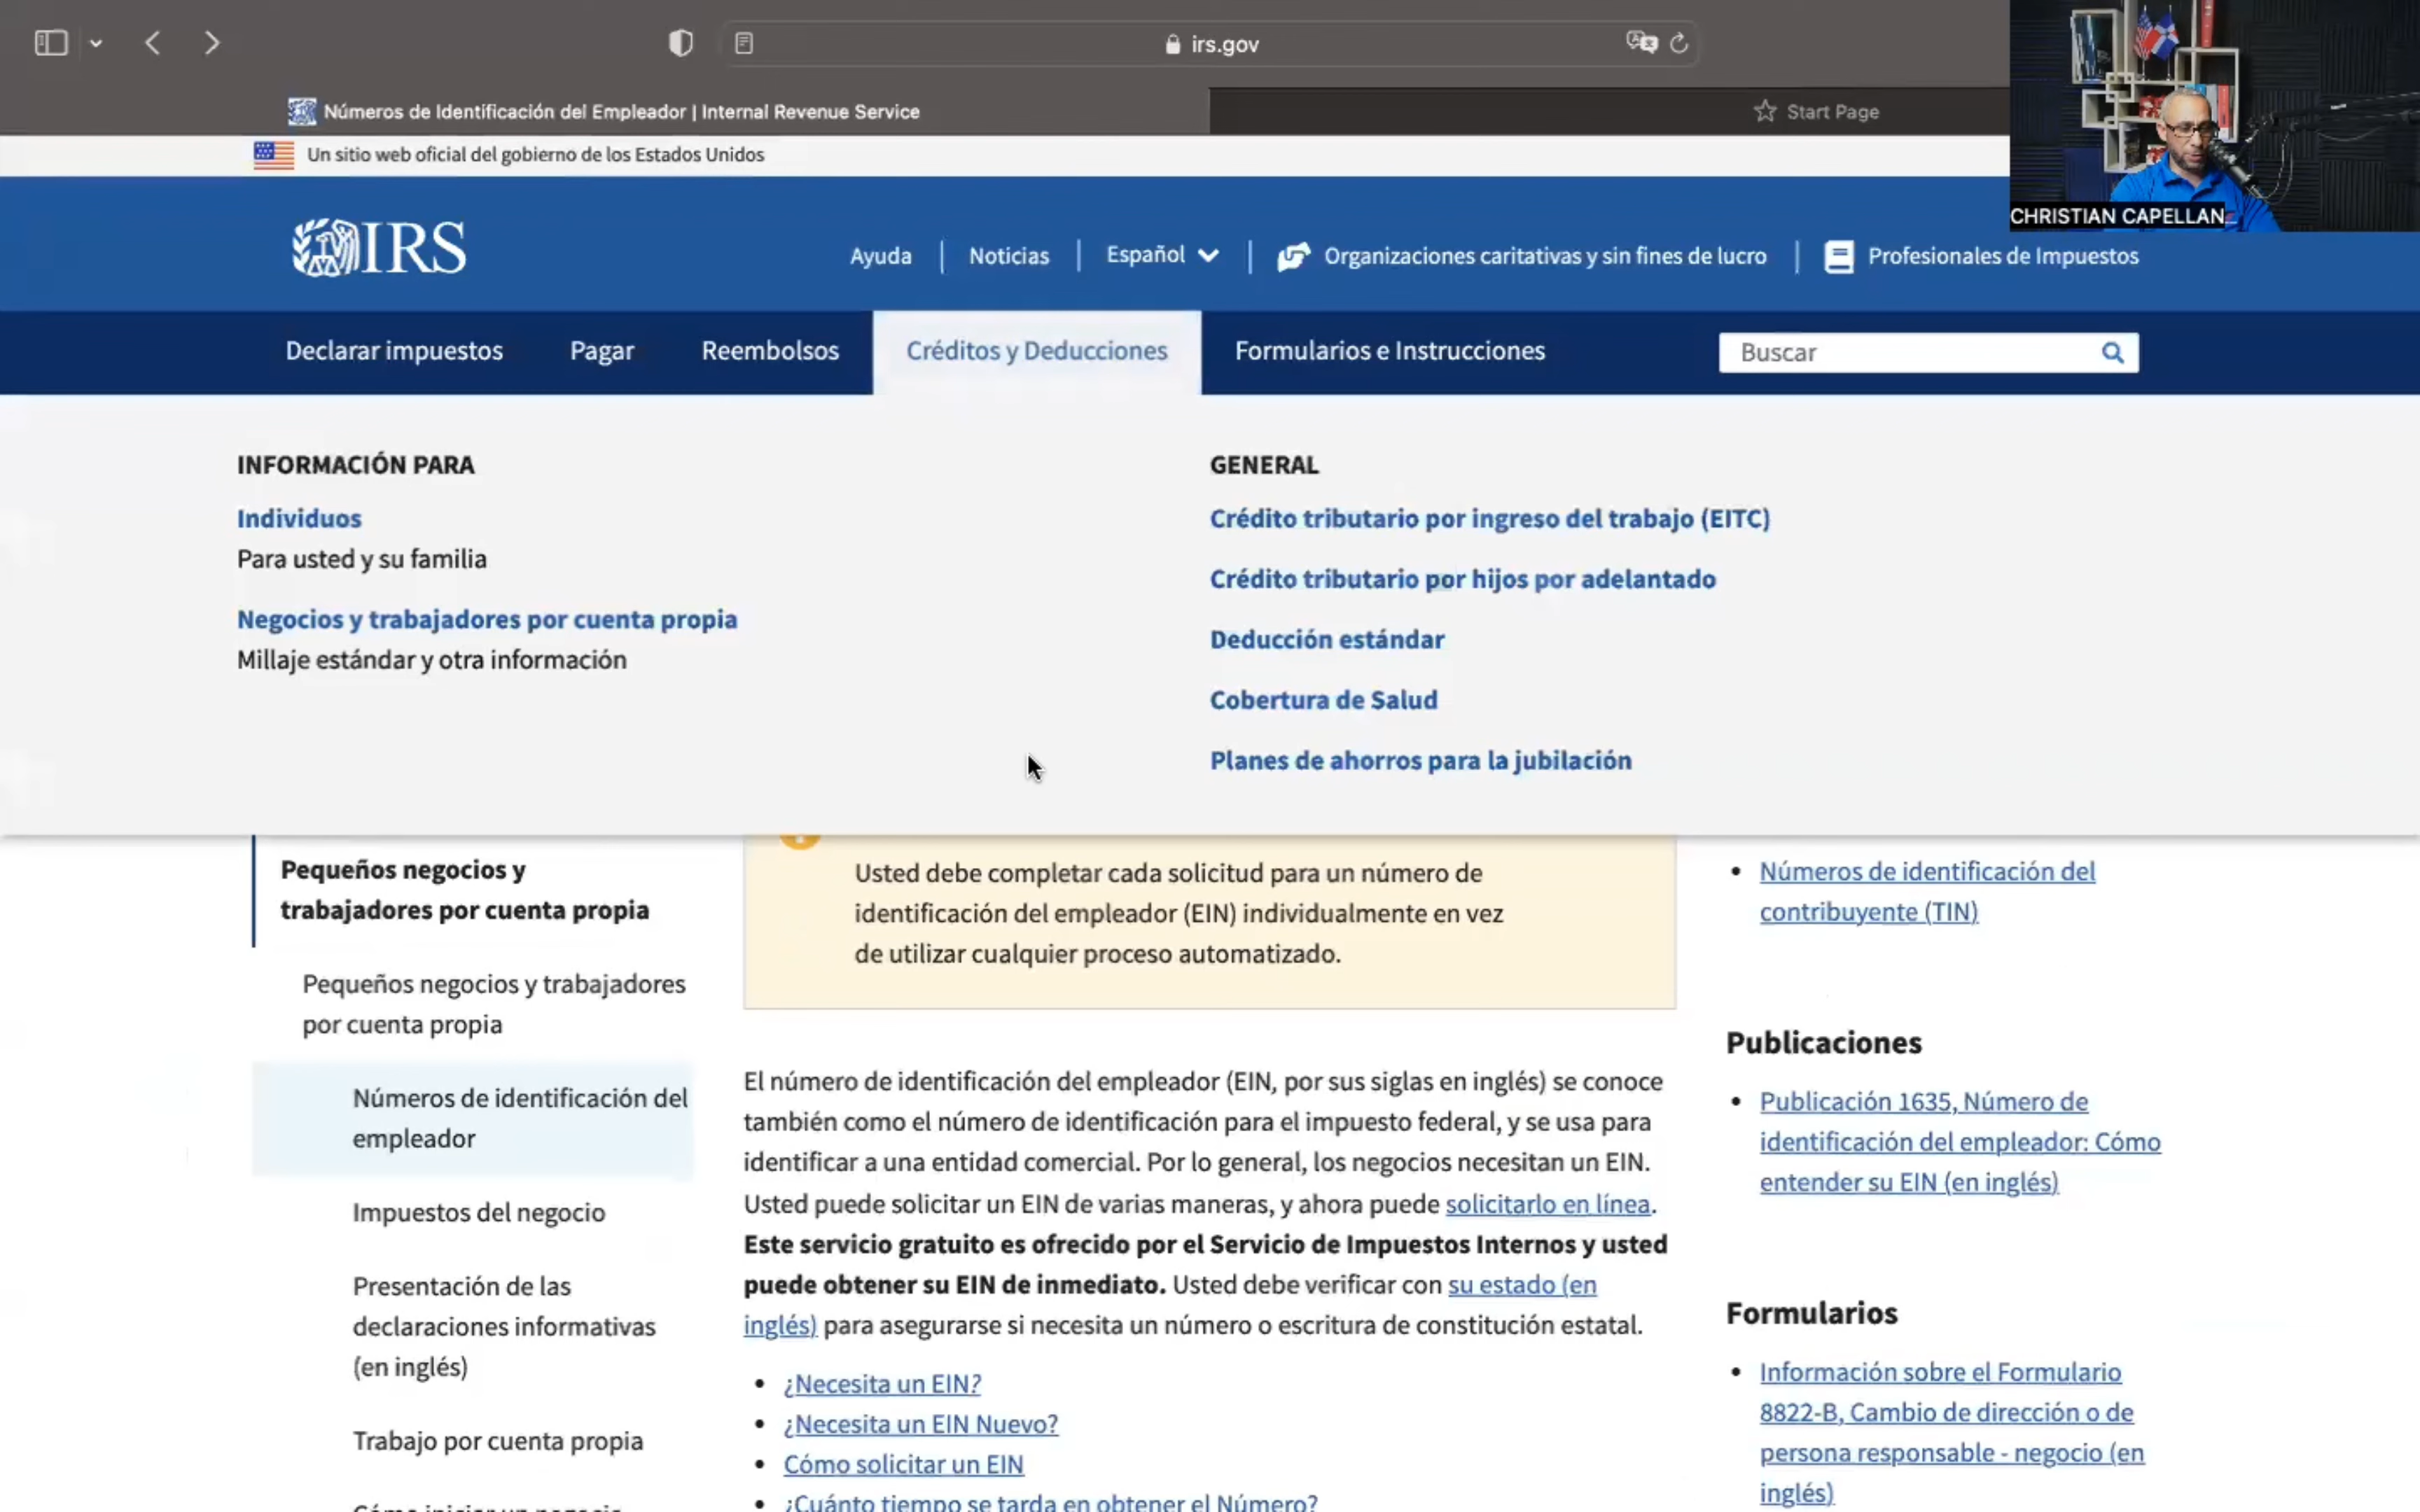 irs.gov
Números de Identificación del Empleador | Internal Revenue Service
Start Page
Un sitio web oficial del gobierno de los Estados Unidos
CHRISTIAN CAPELLAN
IRS
Ayuda
Noticias
Español
Organizaciones caritativas y sin fines de lucro
Profesionales de Impuestos
Declarar impuestos
Pagar
Reembolsos
Créditos y Deducciones
Formularios e Instrucciones
Buscar
INFORMACIÓN PARA
Individuos
Para usted y su familia
Negocios y trabajadores por cuenta propia
Millaje estándar y otra información
GENERAL
Crédito tributario por ingreso del trabajo (EITC)
Crédito tributario por hijos por adelantado
Deducción estándar
Cobertura de Salud
Planes de ahorros para la jubilación
Pequeños negocios y
trabajadores por cuenta propia
Pequeños negocios y trabajadores
por cuenta propia
Números de identificación del
empleador
Impuestos del negocio
Presentación de las
declaraciones informativas
(en inglés)
Trabajo por cuenta propia
Cómo iniciar un negocio
Usted debe completar cada solicitud para un número de
identificación del empleador (EIN) individualmente en vez
de utilizar cualquier proceso automatizado.
El número de identificación del empleador (EIN, por sus siglas en inglés) se conoce
también como el número de identificación para el impuesto federal, y se usa para
identificar a una entidad comercial. Por lo general, los negocios necesitan un EIN.
Usted puede solicitar un EIN de varias maneras, y ahora puede solicitarlo en línea.
Este servicio gratuito es ofrecido por el Servicio de Impuestos Internos y usted
puede obtener su EIN de inmediato. Usted debe verificar con su estado (en
inglés) para asegurarse si necesita un número o escritura de constitución estatal.
• ¿Necesita un EIN?
• ¿Necesita un EIN Nuevo?
• Cómo solicitar un EIN
• ¿Cuánto tiempo se tarda en obtener el Número?
• Números de identificación del
contribuyente (TIN)
Publicaciones
• Publicación 1635, Número de
identificación del empleador: Cómo
entender su EIN (en inglés)
Formularios
• Información sobre el Formulario
8822-B, Cambio de dirección o de
persona responsable - negocio (en
inglés)